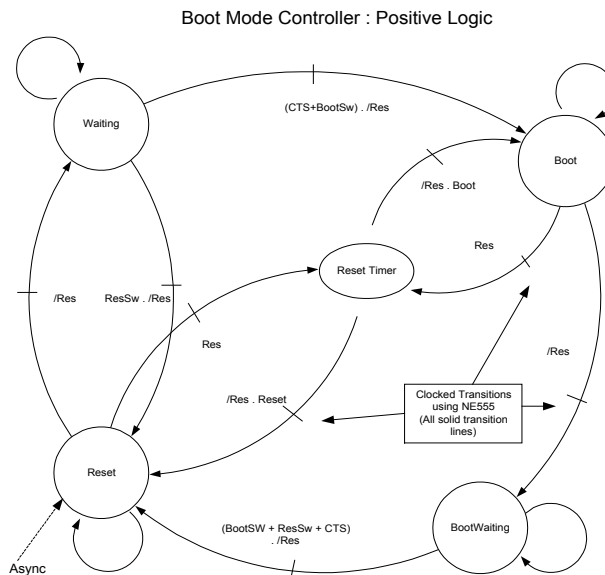 Boot Mode Controller : Positive Logic
Waiting
(CTS+BootSw) . /Res
Boot
/Res . Boot
Res
Reset Timer
/Res
ResSw . /Res
Res
/Res
Clocked Transitions
using NE555
(All solid transition
lines)
/Res . Reset
Reset
(BootSW + ResSw + CTS)
. /Res
BootWaiting
Async